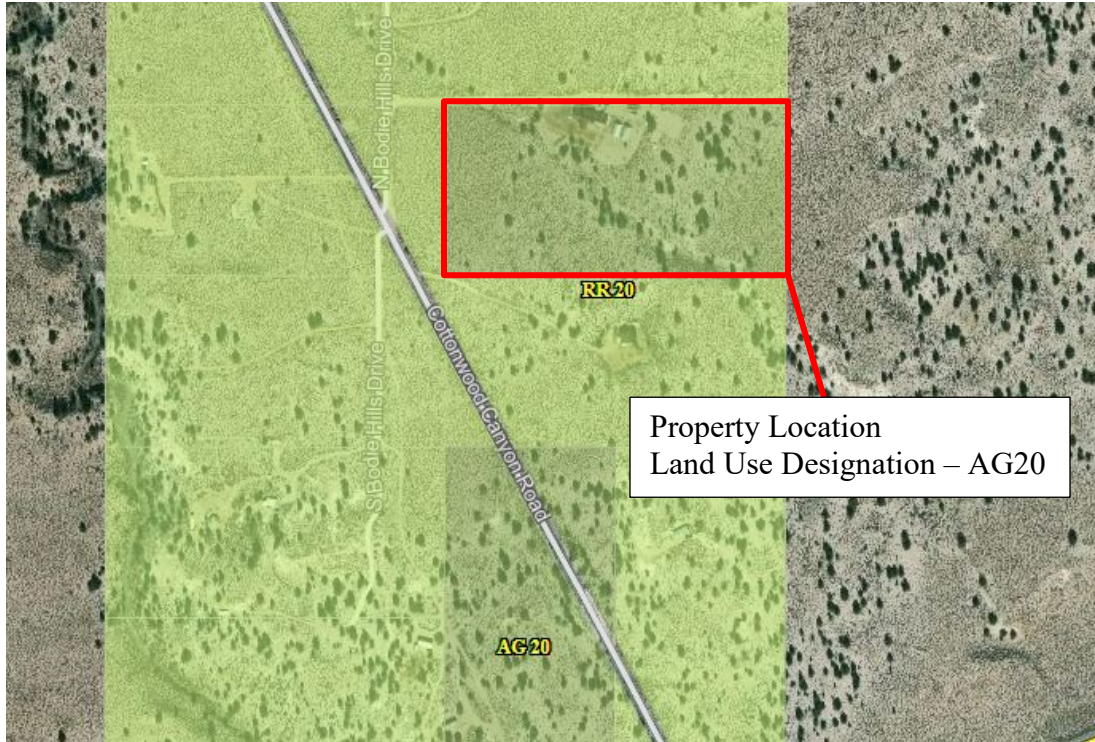 N Bodie Hills Drive
RR 20
Cottonwood Canyon Road
S Bodie Hills Drive
Property Location
Land Use Designation – AG20
AG 20